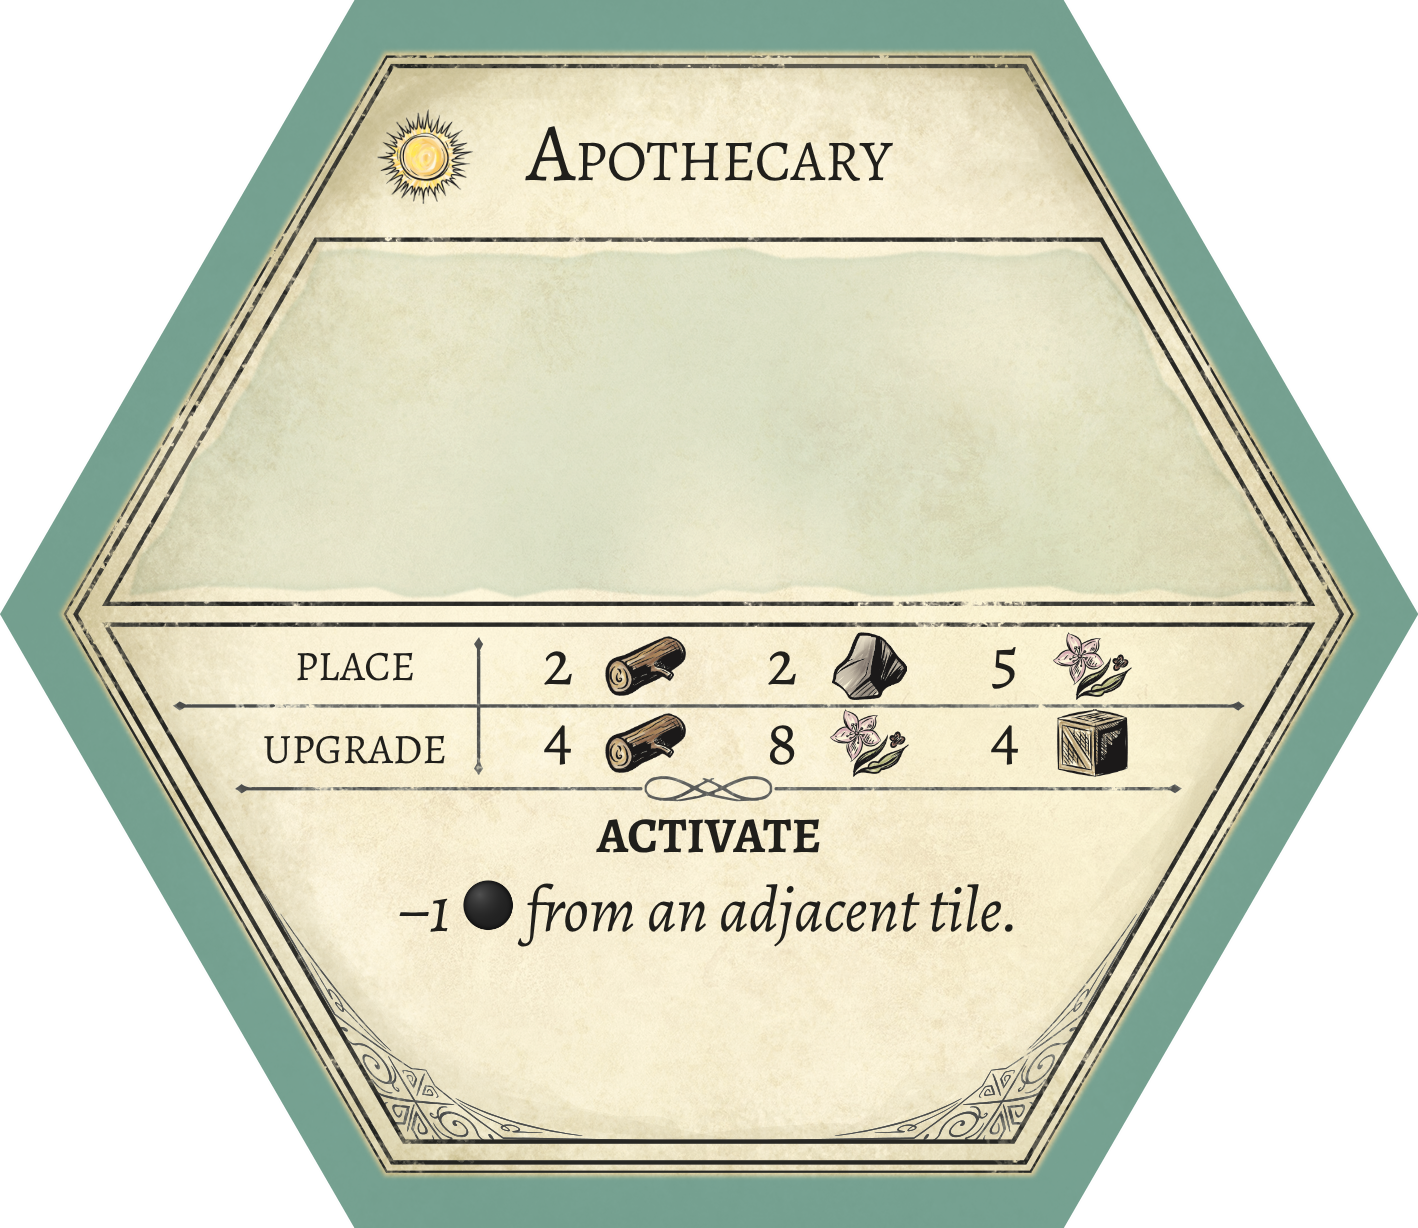 Apothecary
PLACE 2 2 5
UPGRADE 4 8 4
ACTIVATE
–1 from an adjacent tile.